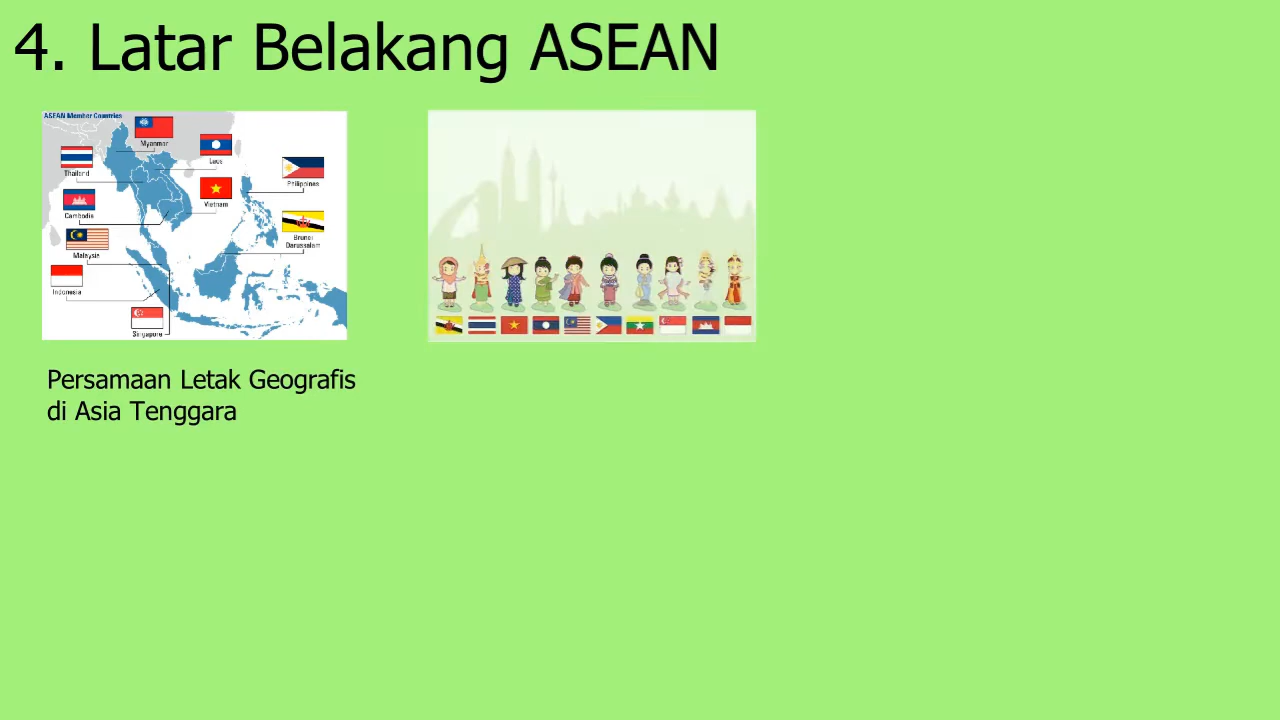 4. Latar Belakang ASEAN
ASEAN Member Countries
Myanmar
Laos
Thailand
Philippines
Vietnam
Cambodia
Brunei
Darussalam
Malaysia
Indonesia
Singapore
Persamaan Letak Geografis
di Asia Tenggara